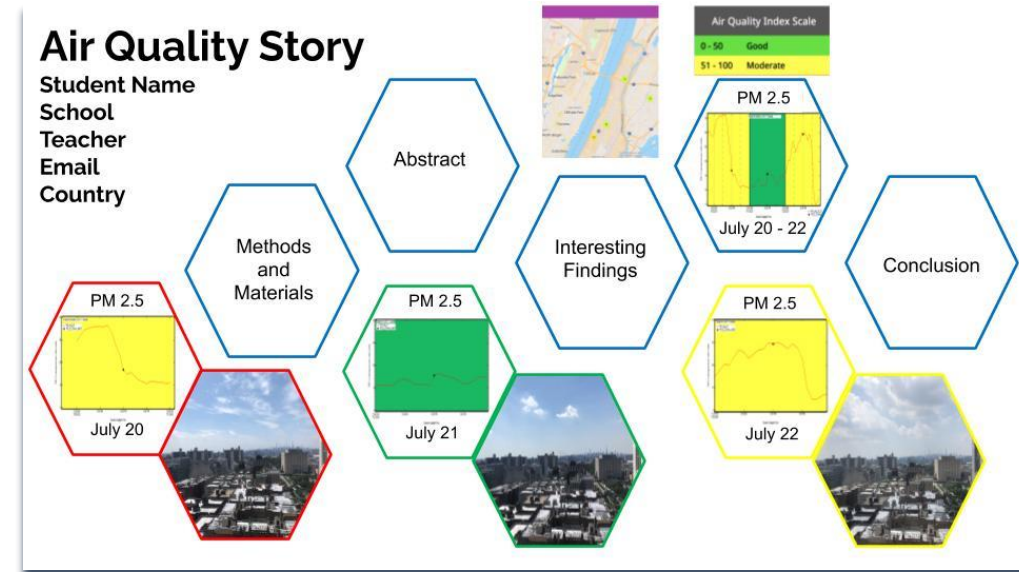 Air Quality Story
Student Name
School
Teacher
Email
Country
Air Quality Index Scale
0 - 50 Good
51 - 100 Moderate
Abstract
PM 2.5
July 20 - 22
Methods
and
Materials
Interesting
Findings
Conclusion
PM 2.5
July 20
PM 2.5
July 21
PM 2.5
July 22